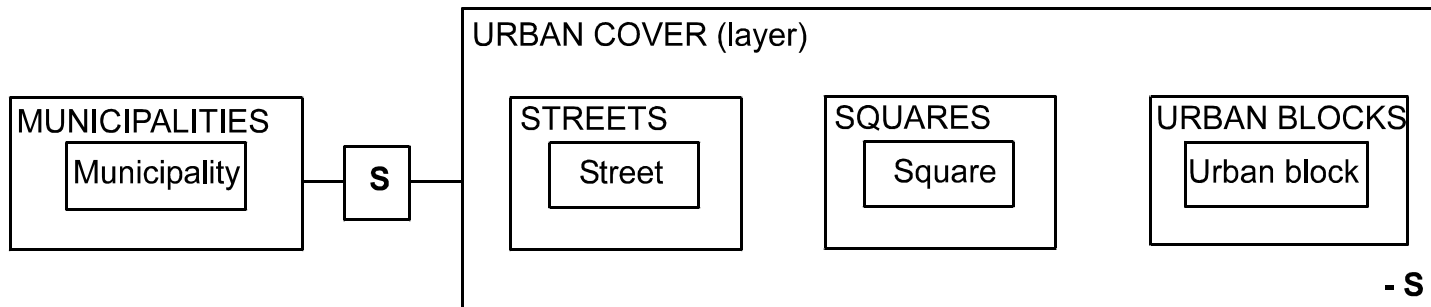 URBAN COVER (layer)
MUNICIPALITIES
Municipality
S
STREETS
Street
SQUARES
Square
URBAN BLOCKS
Urban block
- S